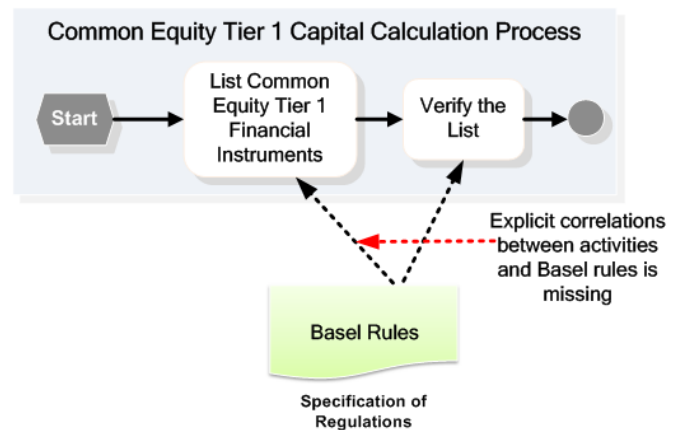 Common Equity Tier 1 Capital Calculation Process
Start
List Common
Equity Tier 1
Financial
Instruments
Verify the
List
Explicit correlations
between activities
and Basel rules is
missing
Basel Rules
Specification of
Regulations